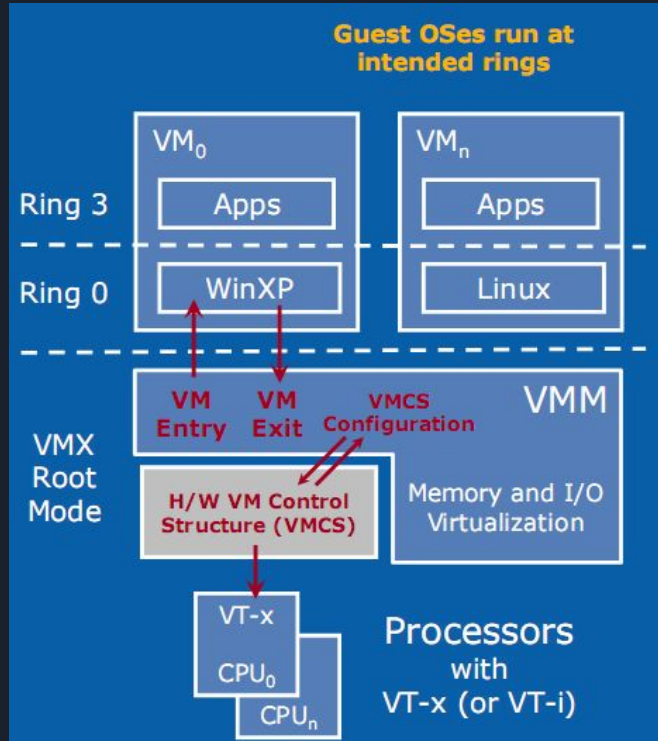 Guest OSes run at
intended rings
VM₀
VMₙ
Ring 3
Apps
Apps
Ring 0
WinXP
Linux
VM
Entry
VM
Exit
VMCS
Configuration
VMM
VMX
Root
Mode
H/W VM Control
Structure (VMCS)
Memory and I/O
Virtualization
VT-x
CPU₀
CPUₙ
Processors
with
VT-x (or VT-i)